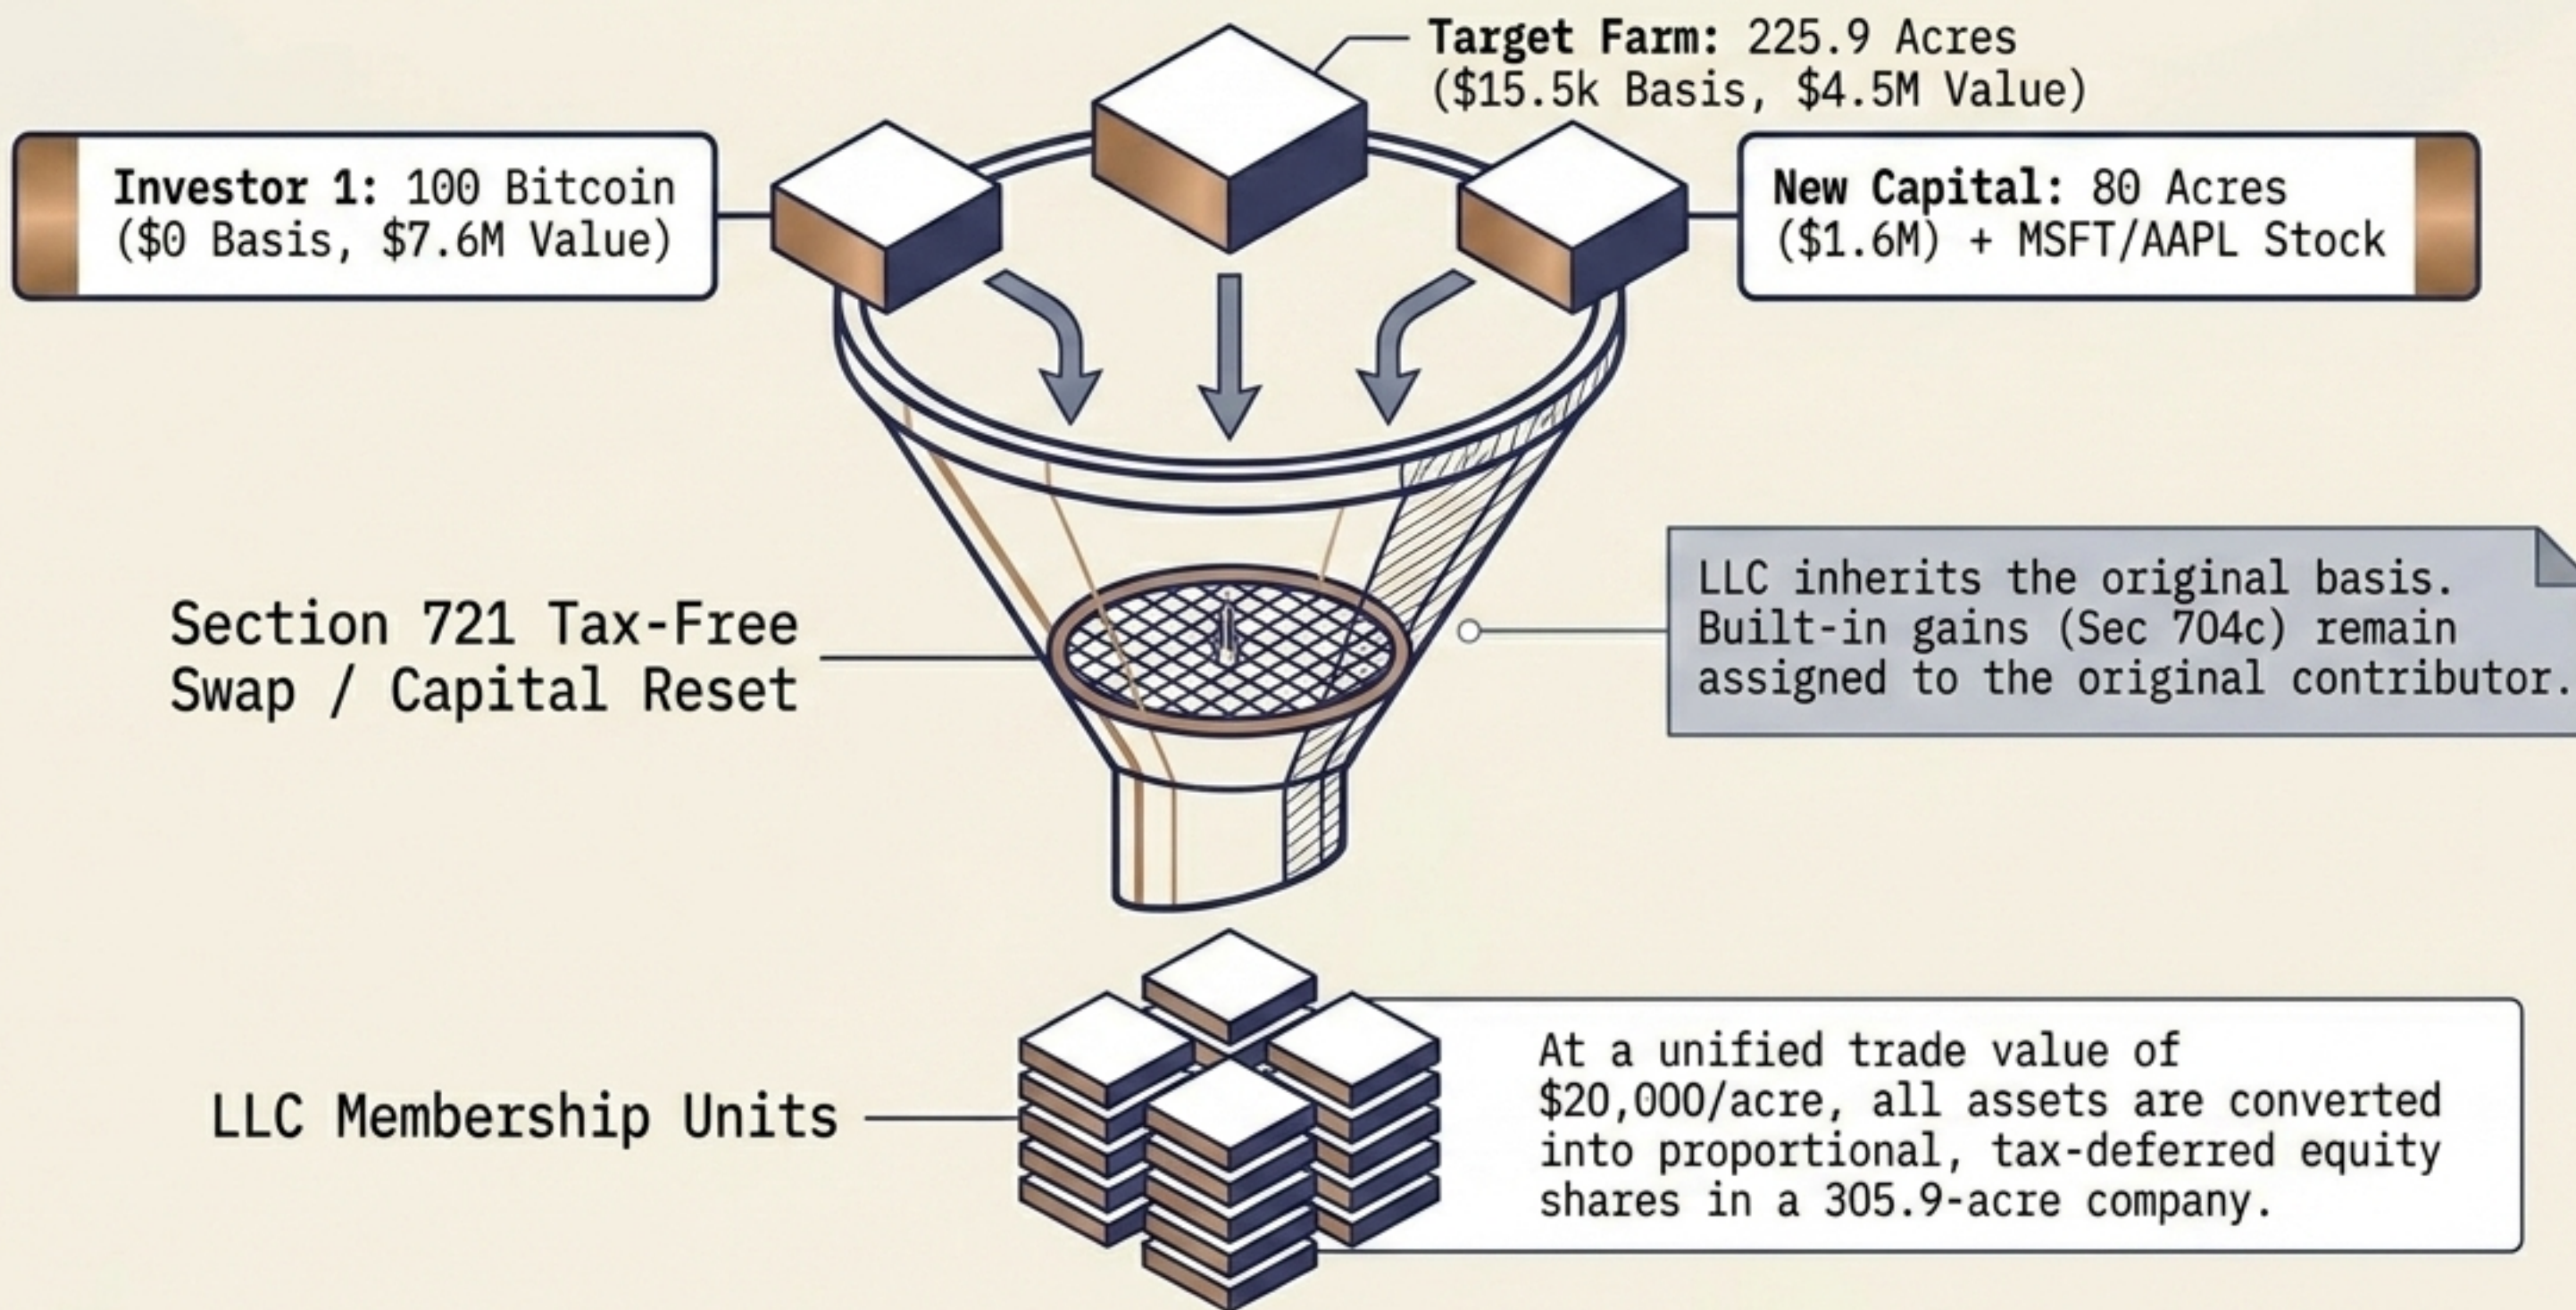 Target Farm: 225.9 Acres
($15.5k Basis, $4.5M Value)
Investor 1: 100 Bitcoin
($0 Basis, $7.6M Value)
New Capital: 80 Acres
($1.6M) + MSFT/AAPL Stock
Section 721 Tax-Free
Swap / Capital Reset
LLC inherits the original basis.
Built-in gains (Sec 704c) remain
assigned to the original contributor.
LLC Membership Units
At a unified trade value of
$20,000/acre, all assets are converted
into proportional, tax-deferred equity
shares in a 305.9-acre company.